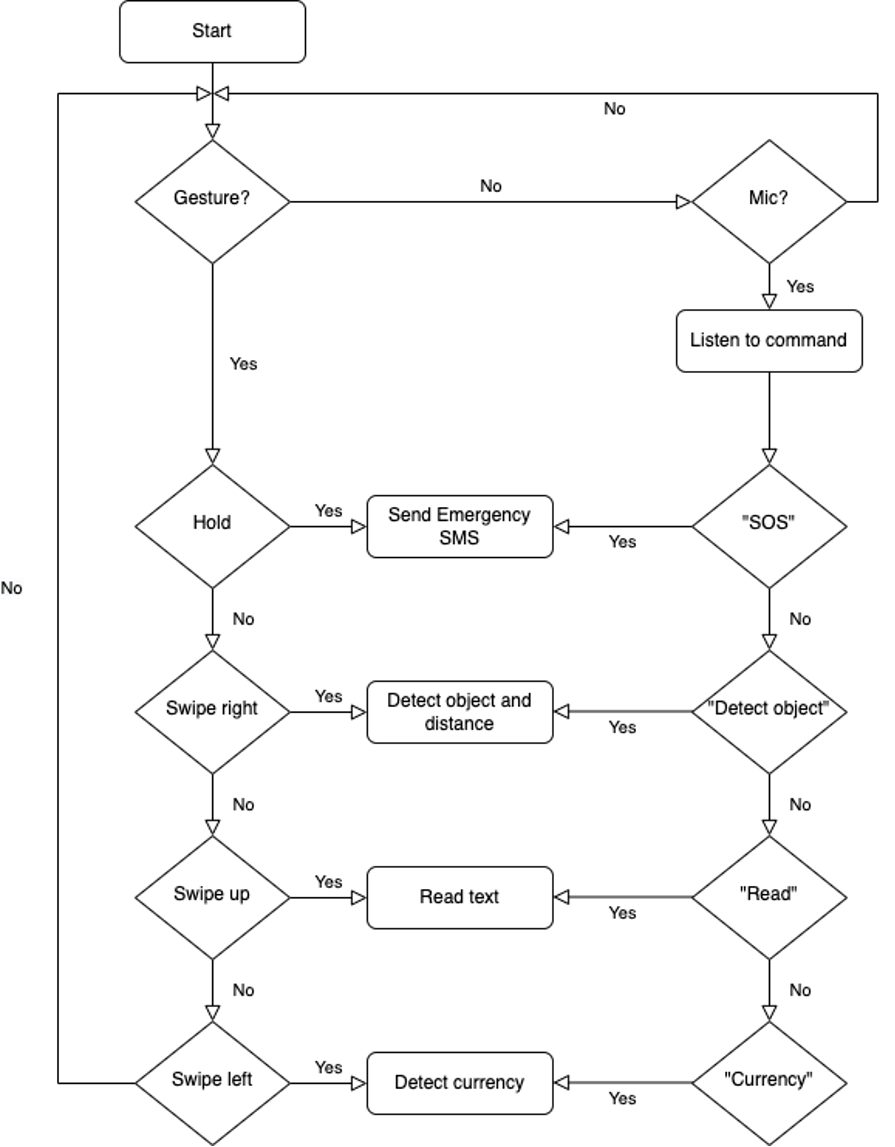 Start
No
Gesture?
No
Mic?
Yes
Listen to command
Yes
Hold
Yes
Send Emergency
SMS
Yes
"SOS"
No
No
No
Swipe right
Yes
Detect object and
distance
Yes
"Detect object"
No
No
Swipe up
Yes
Read text
Yes
"Read"
No
No
Swipe left
Yes
Detect currency
Yes
"Currency"